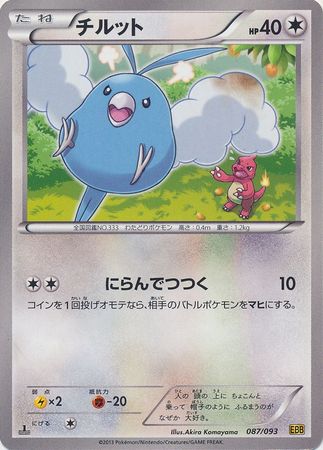 たね チルット HP40
全国図鑑NO.333 わたどりポケモン 高さ:0.4m 重さ:1.2kg
にらんでつつく 10
コインを1回投げオモテなら、相手のバトルポケモンをマヒにする。
弱点 抵抗力
×2 -20
にげる
人の 頭の 上に ちょこんと
乗って 帽子のように ふるまうのが
なぜか 大好き。
Illus.Akira Komayama 087/093 EBB
©2013 Pokémon/Nintendo/Creatures/GAME FREAK.